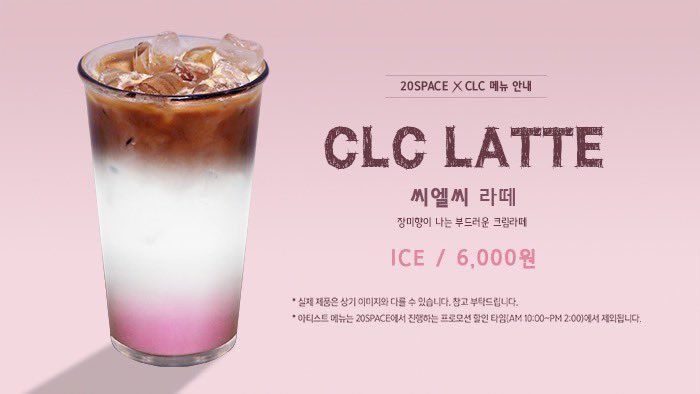 20SPACE X CLC 메뉴 안내
CLC LATTE
씨엘씨 라떼
장미향이 나는 부드러운 크림라떼
ICE / 6,000원
* 실제 제품은 상기 이미지와 다를 수 있습니다. 참고 부탁드립니다.
* 아티스트 메뉴는 20SPACE에서 진행하는 프로모션 할인 타임(AM 10:00~PM 2:00)에서 제외됩니다.